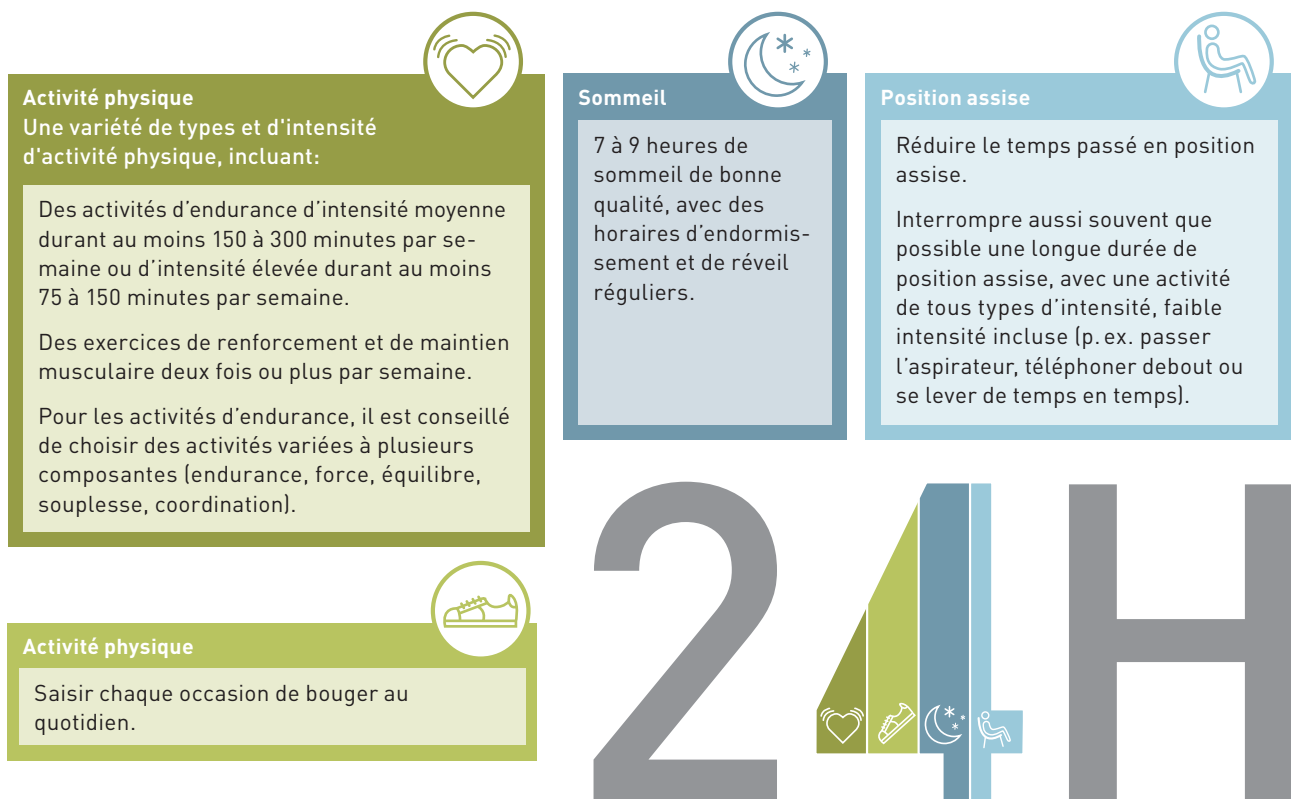 Activité physique
Une variété de types et d'intensité
d'activité physique, incluant:
Des activités d’endurance d’intensité moyenne
durant au moins 150 à 300 minutes par se-
maine ou d’intensité élevée durant au moins
75 à 150 minutes par semaine.
Des exercices de renforcement et de maintien
musculaire deux fois ou plus par semaine.
Pour les activités d’endurance, il est conseillé
de choisir des activités variées à plusieurs
composantes (endurance, force, équilibre,
souplesse, coordination).
Sommeil
7 à 9 heures de
sommeil de bonne
qualité, avec des
horaires d’endormis-
sement et de réveil
réguliers.
Position assise
Réduire le temps passé en position
assise.
Interrompre aussi souvent que
possible une longue durée de
position assise, avec une activité
de tous types d’intensité, faible
intensité incluse (p. ex. passer
l’aspirateur, téléphoner debout ou
se lever de temps en temps).
Activité physique
Saisir chaque occasion de bouger au
quotidien.
24H